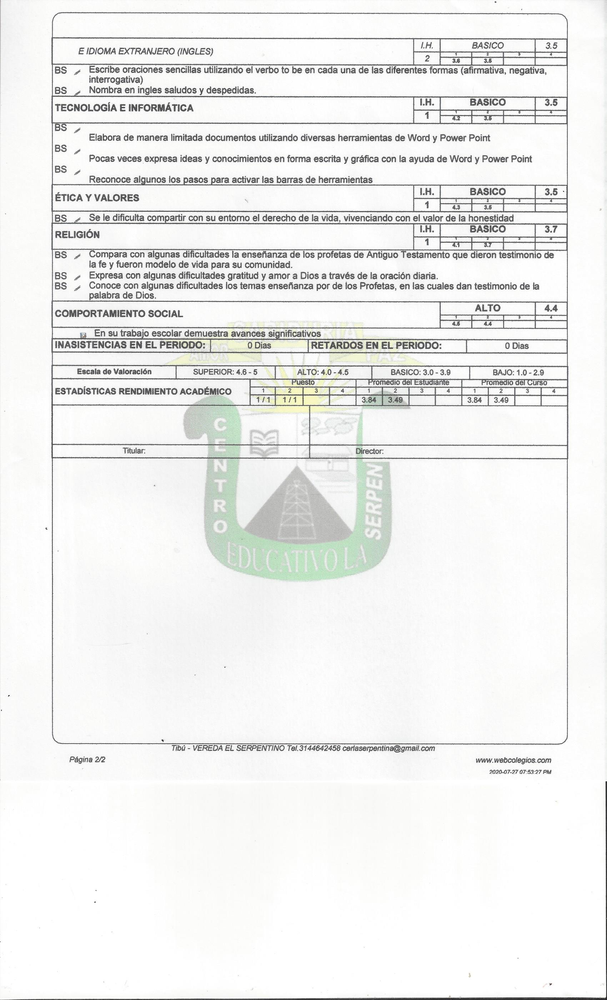 E IDIOMA EXTRANJERO (INGLES)
I.H. BASICO 3.5
1 2 3 4
2 3.6 3.5
BS Escribe oraciones sencillas utilizando el verbo to be en cada una de las diferentes formas (afirmativa, negativa,
interrogativa)
BS Nombra en ingles saludos y despedidas.
TECNOLOGÍA E INFORMÁTICA
I.H. BASICO 3.5
1 2 3 4
1 4.2 3.5
BS
Elabora de manera limitada documentos utilizando diversas herramientas de Word y Power Point
BS
Pocas veces expresa ideas y conocimientos en forma escrita y gráfica con la ayuda de Word y Power Point
BS
Reconoce algunos los pasos para activar las barras de herramientas
ÉTICA Y VALORES
I.H. BASICO 3.5
1 2 3 4
1 4.3 3.5
BS Se le dificulta compartir con su entorno el derecho de la vida, vivenciando con el valor de la honestidad
RELIGIÓN
I.H. BASICO 3.7
1 2 3 4
1 4.1 3.7
BS Compara con algunas dificultades la enseñanza de los profetas de Antiguo Testamento que dieron testimonio de
la fe y fueron modelo de vida para su comunidad.
BS Expresa con algunas dificultades gratitud y amor a Dios a través de la oración diaria.
BS Conoce con algunas dificultades los temas enseñanza por de los Profetas, en las cuales dan testimonio de la
palabra de Dios.
COMPORTAMIENTO SOCIAL
ALTO 4.4
1 2 3 4
4.5 4.4
SABIDURIA
En su trabajo escolar demuestra avances significativos
INASISTENCIAS EN EL PERIODO: 0 Dias RETARDOS EN EL PERIODO: 0 Dias
AMOR PAZ
Escala de Valoración SUPERIOR: 4.6 - 5 ALTO: 4.0 - 4.5 BASICO: 3.0 - 3.9 BAJO: 1.0 - 2.9
ESTADÍSTICAS RENDIMIENTO ACADÉMICO
Puesto Promedio del Estudiante Promedio del Curso
1 2 3 4 1 2 3 4 1 2 3 4
1 / 1 1 / 1 3.84 3.49 3.84 3.49
Titular: Director:
CENTRO
EDUCATIVO LA
SERPEN
Tibú - VEREDA EL SERPENTINO Tel.3144642458 cerlaserpentina@gmail.com
Página 2/2 www.webcolegios.com
2020-07-27 07:53:27 PM